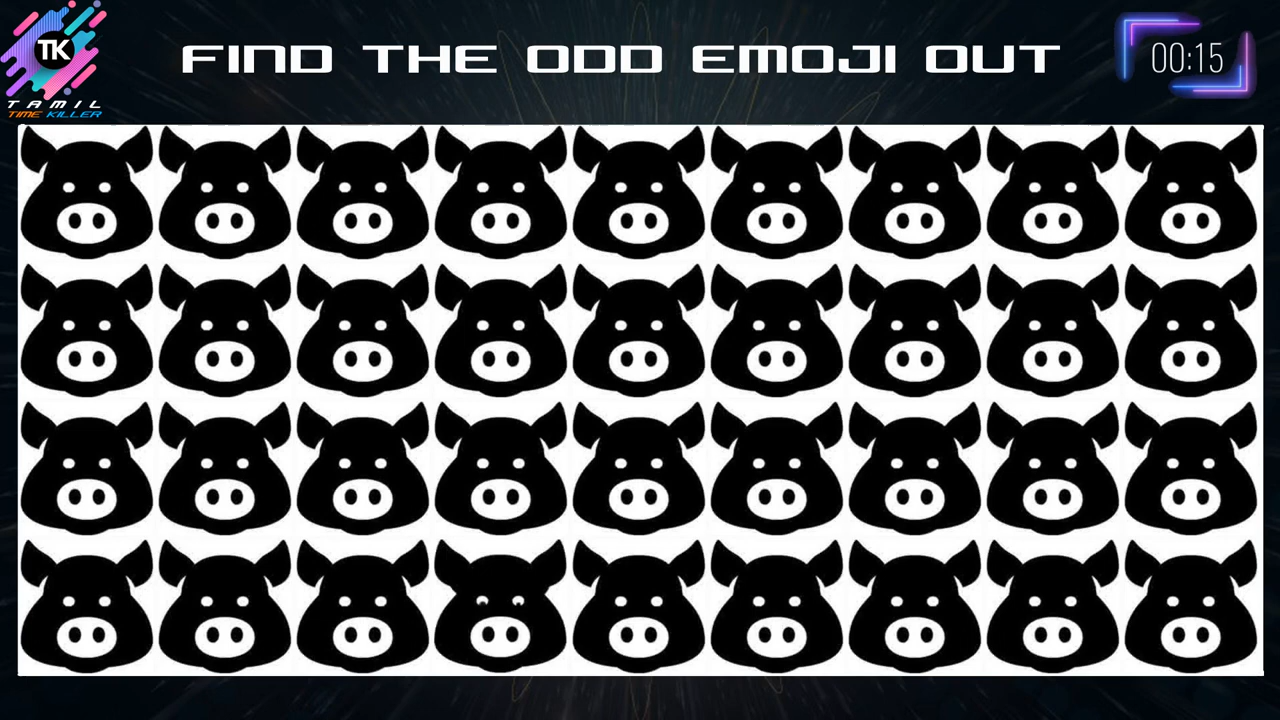 TK
TAMIL
TIME KILLER
FIND THE ODD EMOJI OUT
00:15